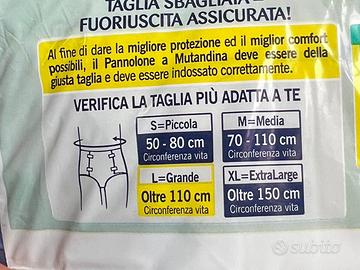 TAGLIA SBAGLIATA È
FUORIUSCITA ASSICURATA!
Al fine di dare la migliore protezione ed il miglior comfort
possibili, il Pannolone a Mutandina deve essere della
giusta taglia e deve essere indossato correttamente.
VERIFICA LA TAGLIA PIÙ ADATTA A TE
S=Piccola
50 - 80 cm
Circonferenza vita
M=Media
70 - 110 cm
Circonferenza vita
L=Grande
Oltre 110 cm
Circonferenza vita
XL=ExtraLarge
Oltre 150 cm
Circonferenza vita
subito